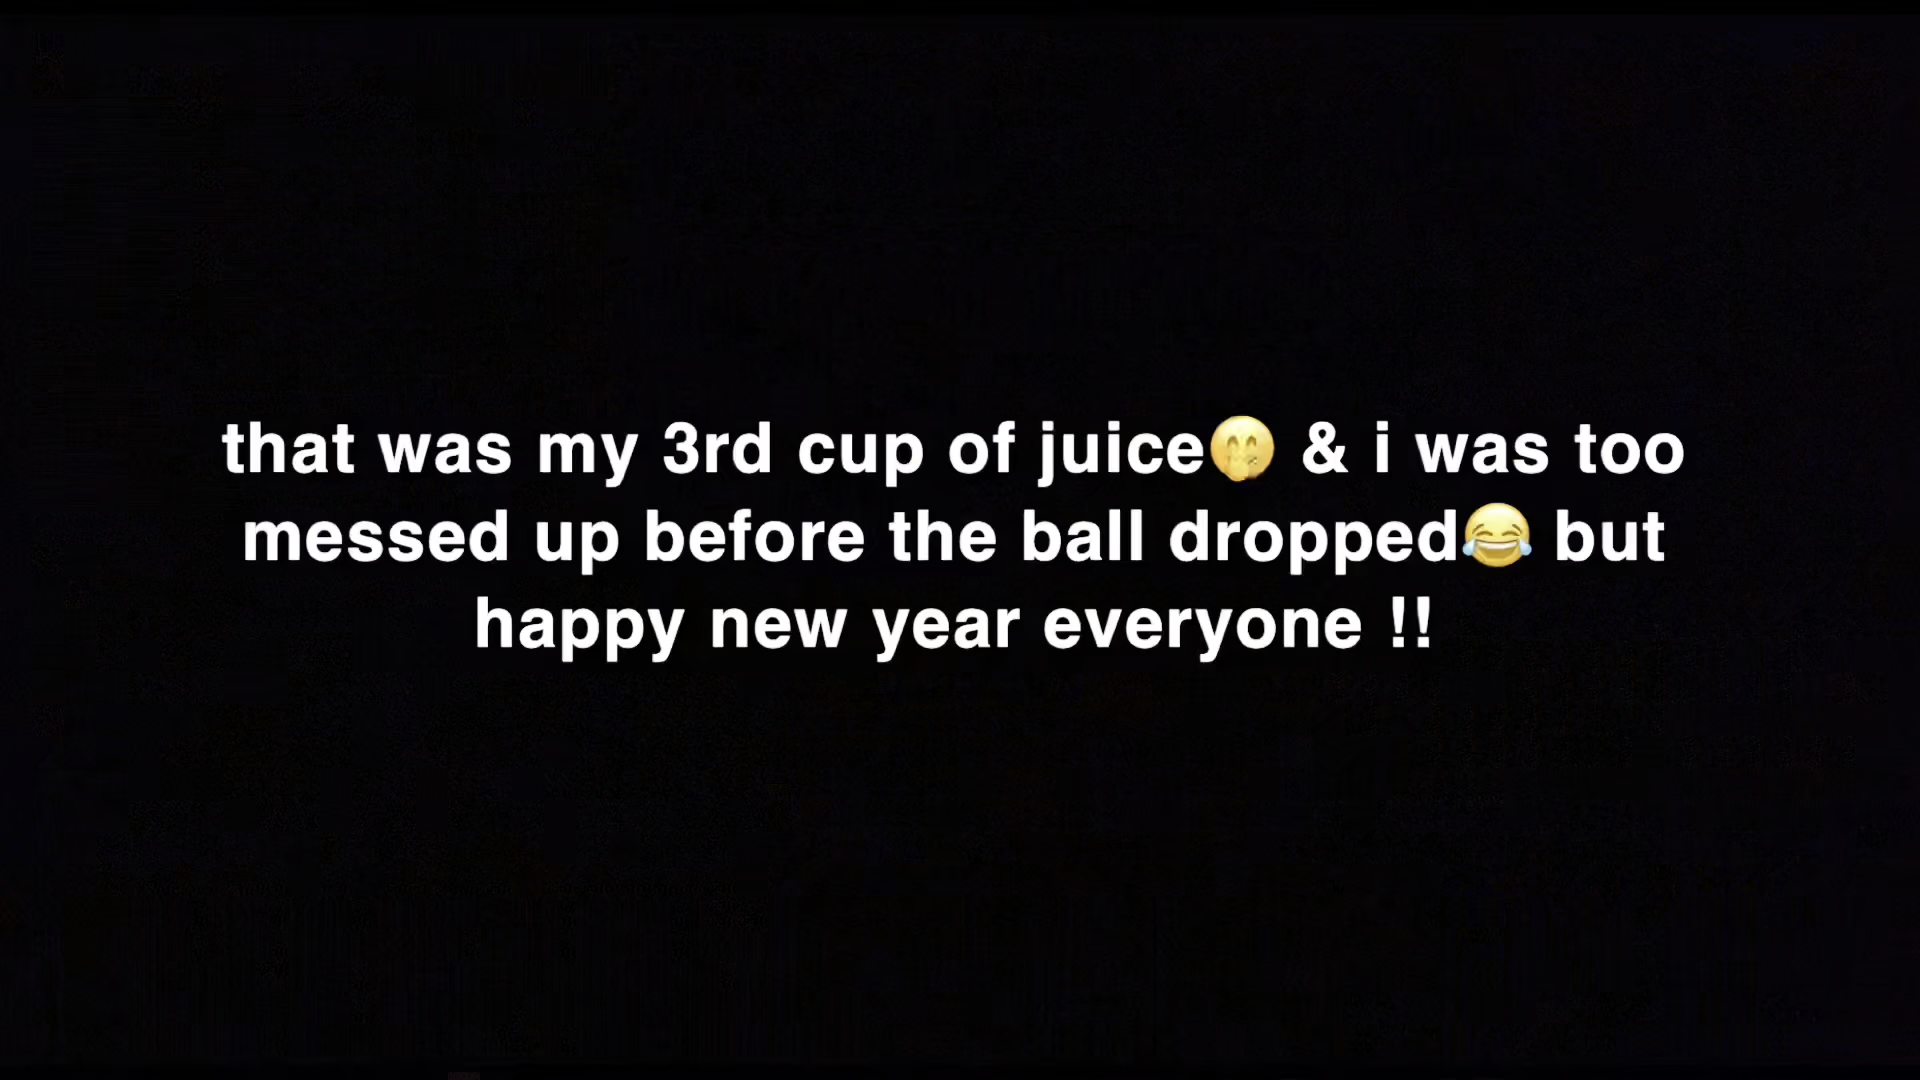 that was my 3rd cup of juice🤭 & i was too
messed up before the ball dropped😂 but
happy new year everyone !!